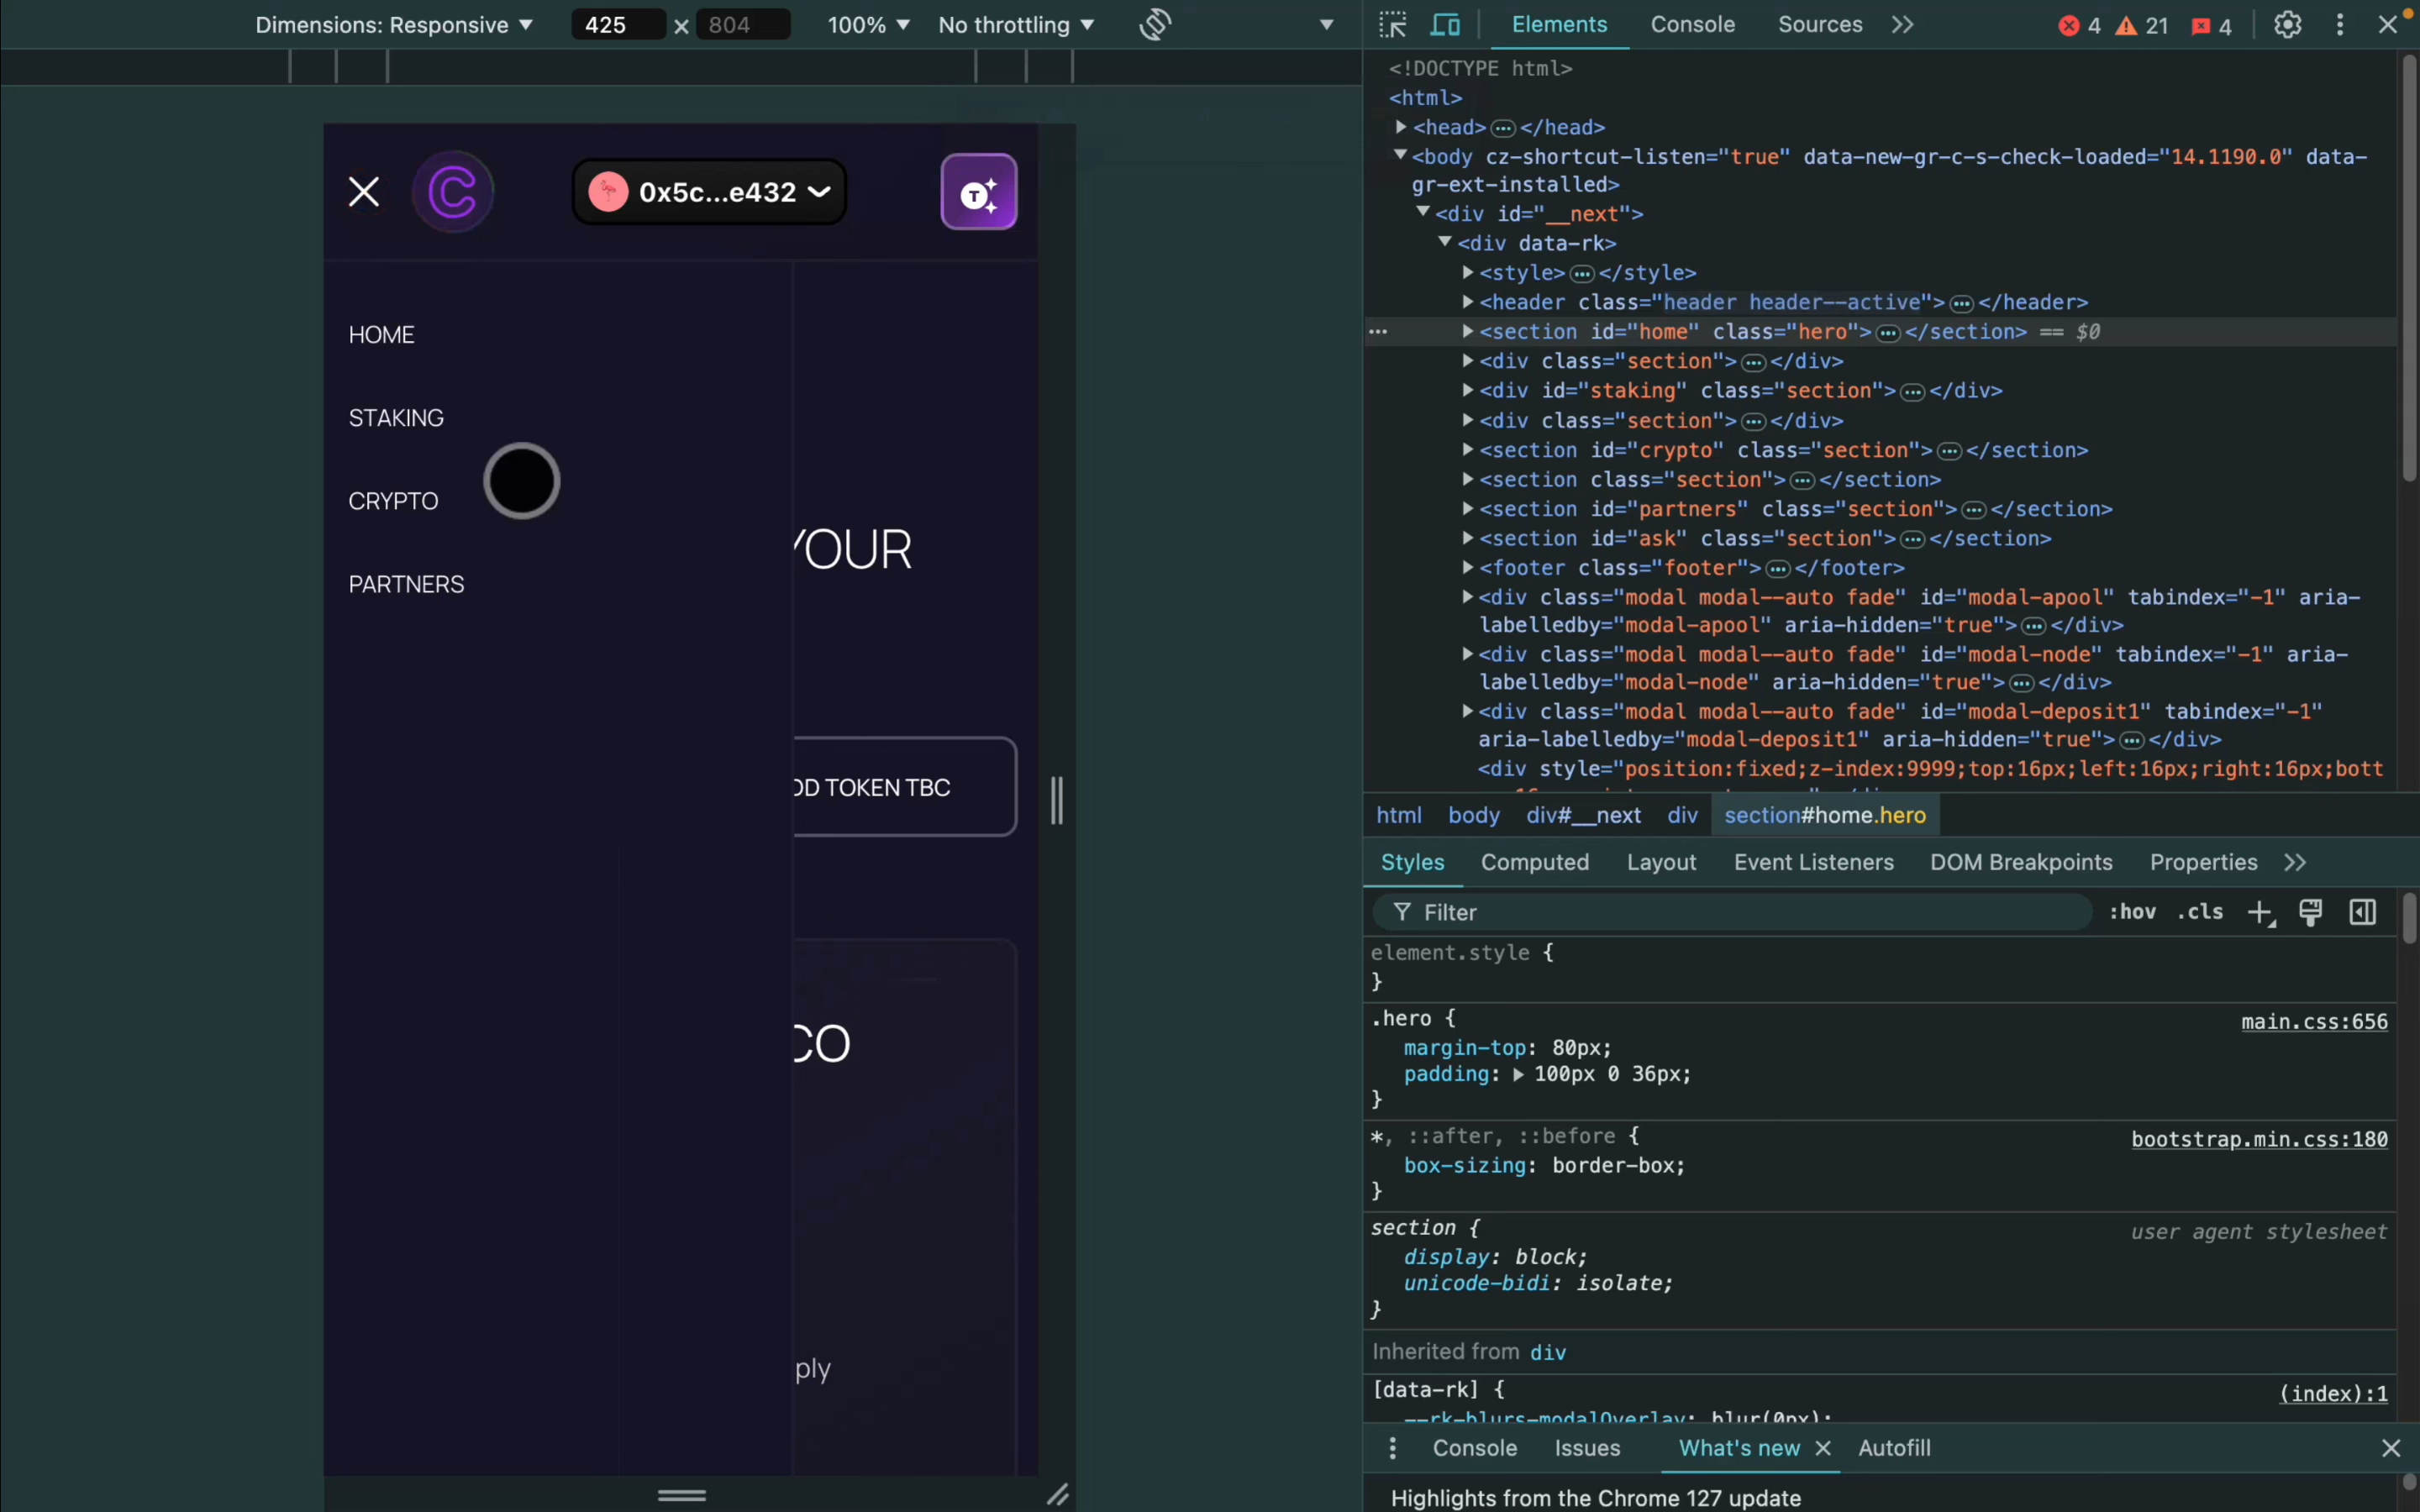 Dimensions: Responsive 425 x 804 100% No throttling
Elements Console Sources 4 21 4
0x5c...e432
T
HOME
STAKING
CRYPTO
PARTNERS
YOUR
DD TOKEN TBC
CO
ply
<!DOCTYPE html>
<html>
<head> ••• </head>
<body cz-shortcut-listen="true" data-new-gr-c-s-check-loaded="14.1190.0" data-
gr-ext-installed>
<div id="__next">
<div data-rk>
<style> ••• </style>
<header class="header header--active"> ••• </header>
••• <section id="home" class="hero"> ••• </section> == $0
<div class="section"> ••• </div>
<div id="staking" class="section"> ••• </div>
<div class="section"> ••• </div>
<section id="crypto" class="section"> ••• </section>
<section class="section"> ••• </section>
<section id="partners" class="section"> ••• </section>
<section id="ask" class="section"> ••• </section>
<footer class="footer"> ••• </footer>
<div class="modal modal--auto fade" id="modal-apool" tabindex="-1" aria-
labelledby="modal-apool" aria-hidden="true"> ••• </div>
<div class="modal modal--auto fade" id="modal-node" tabindex="-1" aria-
labelledby="modal-node" aria-hidden="true"> ••• </div>
<div class="modal modal--auto fade" id="modal-deposit1" tabindex="-1"
aria-labelledby="modal-deposit1" aria-hidden="true"> ••• </div>
<div style="position:fixed;z-index:9999;top:16px;left:16px;right:16px;bott
html body div#__next div section#home.hero
Styles Computed Layout Event Listeners DOM Breakpoints Properties
Filter :hov .cls
element.style {
}
.hero { main.css:656
margin-top: 80px;
padding: 100px 0 36px;
}
*, ::after, ::before { bootstrap.min.css:180
box-sizing: border-box;
}
section { user agent stylesheet
display: block;
unicode-bidi: isolate;
}
Inherited from div
[data-rk] { (index):1
--rk-blurs-modalOverlay: blur(0px);
Console Issues What's new Autofill
Highlights from the Chrome 127 update